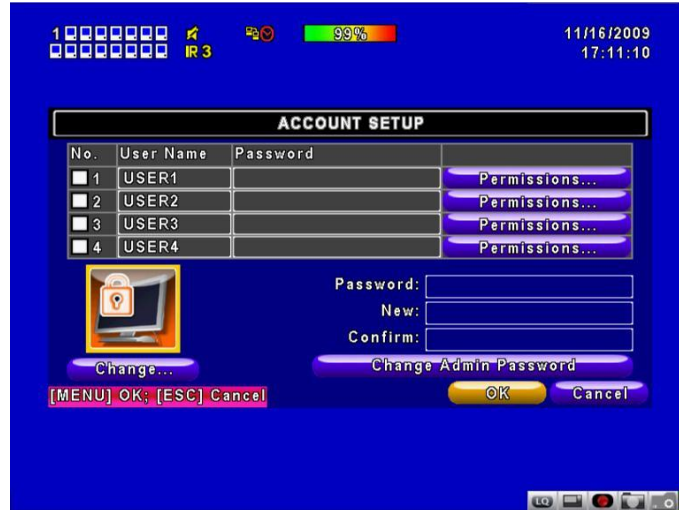 1 99% 11/16/2009
IR 3 17:11:10
ACCOUNT SETUP
No. User Name Password
1 USER1 Permissions...
2 USER2 Permissions...
3 USER3 Permissions...
4 USER4 Permissions...
Password:
New:
Confirm:
Change... Change Admin Password
[MENU] OK; [ESC] Cancel OK Cancel
LQ